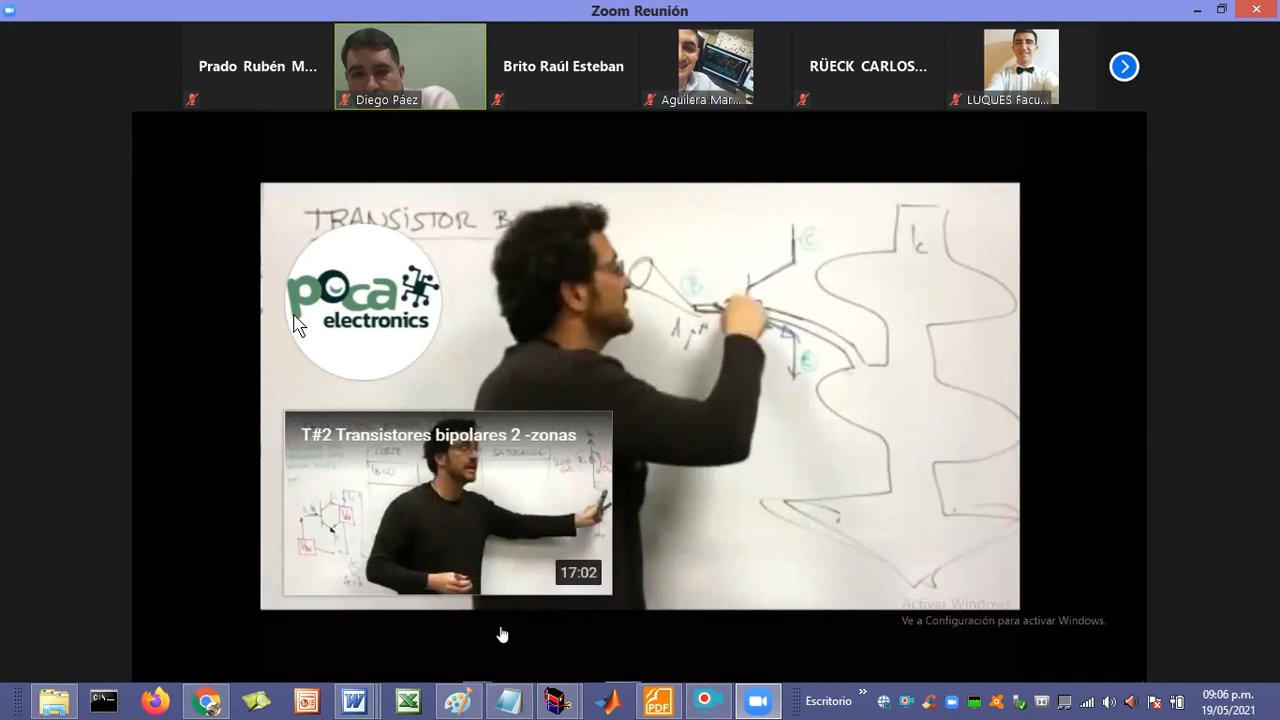 Zoom Reunión
Prado Rubén M...
Diego Páez
Brito Raúl Esteban
Aguilera Mar...
RÜECK CARLOS...
LUQUES Facu...
TRANSISTOR B
poca
electronics
B
C
E
Ic
T#2 Transistores bipolares 2 -zonas
CORTE
17:02
Activar Windows
Ve a Configuración para activar Windows.
Escritorio
09:06 p.m.
19/05/2021